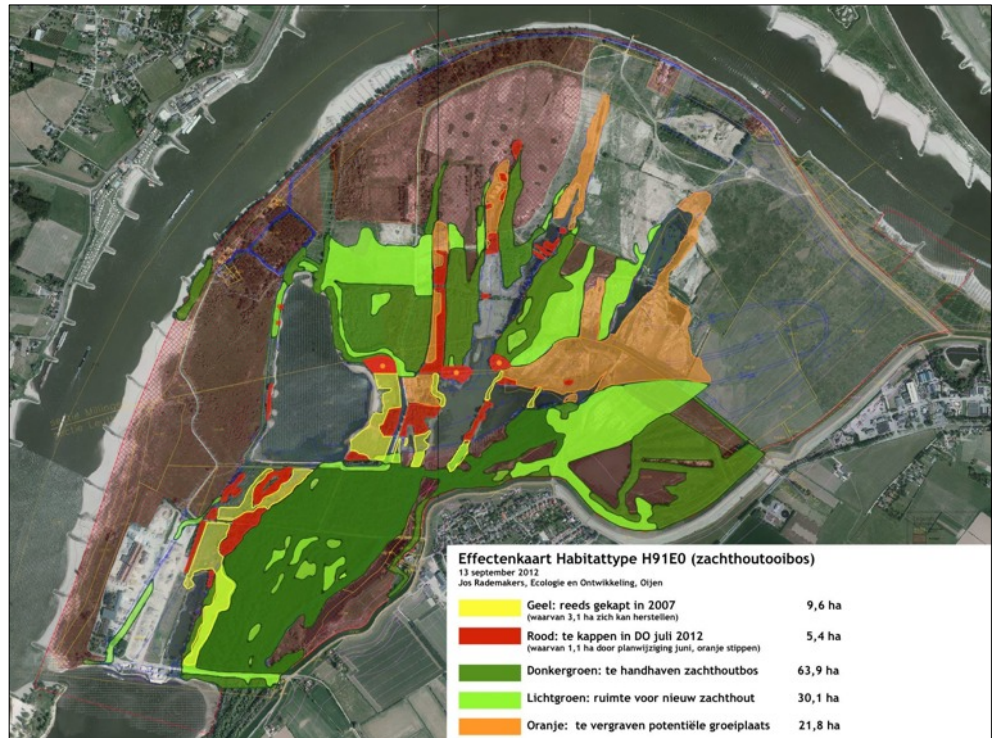 Effectenkaart Habitattype H91E0 (zachthoutooibos)
13 september 2012
Jos Rademakers, Ecologie en Ontwikkeling, Oijen
Geel: reeds gekapt in 2007 9,6 ha
(waarvan 3,1 ha zich kan herstellen)
Rood: te kappen in DO juli 2012 5,4 ha
(waarvan 1,1 ha door planwijziging juni, oranje stippen)
Donkergroen: te handhaven zachthoutbos 63,9 ha
Lichtgroen: ruimte voor nieuw zachthout 30,1 ha
Oranje: te vergraven potentiële groeiplaats 21,8 ha